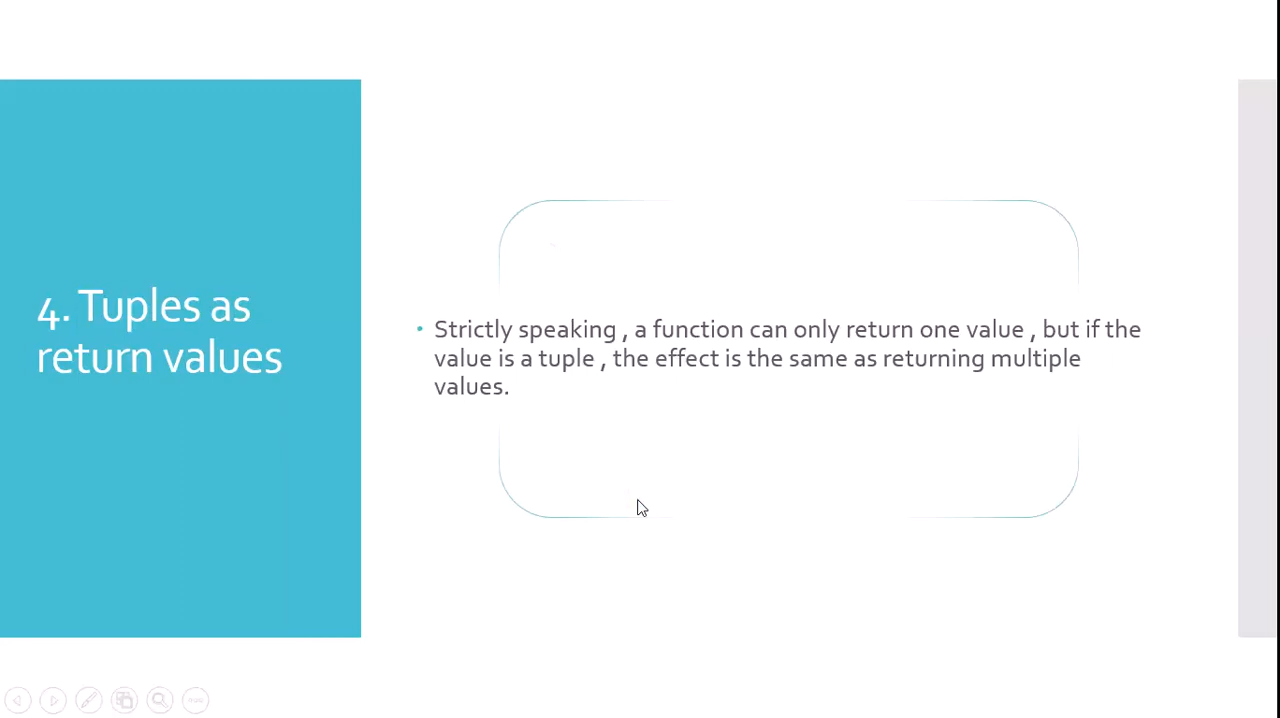 4. Tuples as
return values
• Strictly speaking , a function can only return one value , but if the
value is a tuple , the effect is the same as returning multiple
values.